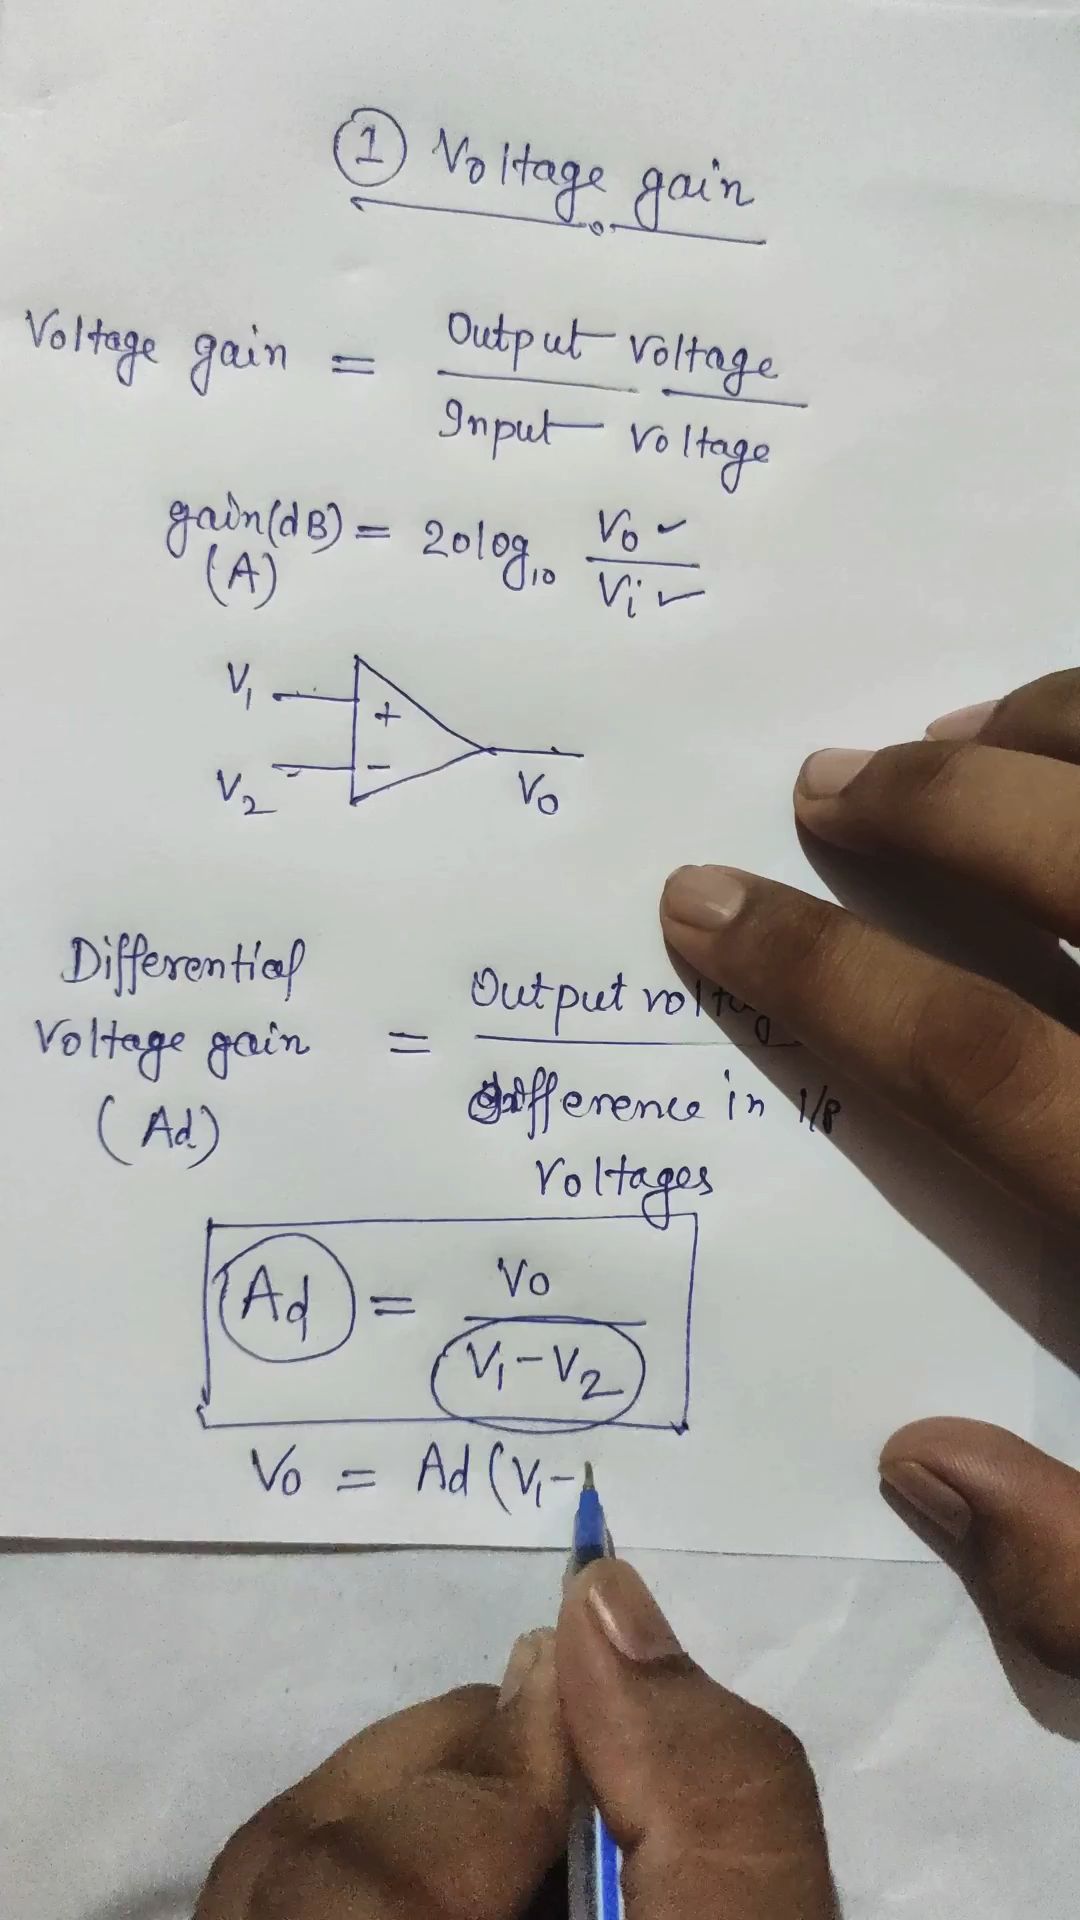 1 Voltage gain
Voltage gain = Output voltage / Input voltage
gain(dB) = 20log10 Vo / Vi
(A)
V1
+
-
V2
Vo
Differential
Voltage gain = Output voltag
(Ad)
difference in I/P
Voltages
Ad = Vo / V1-V2
Vo = Ad (V1-